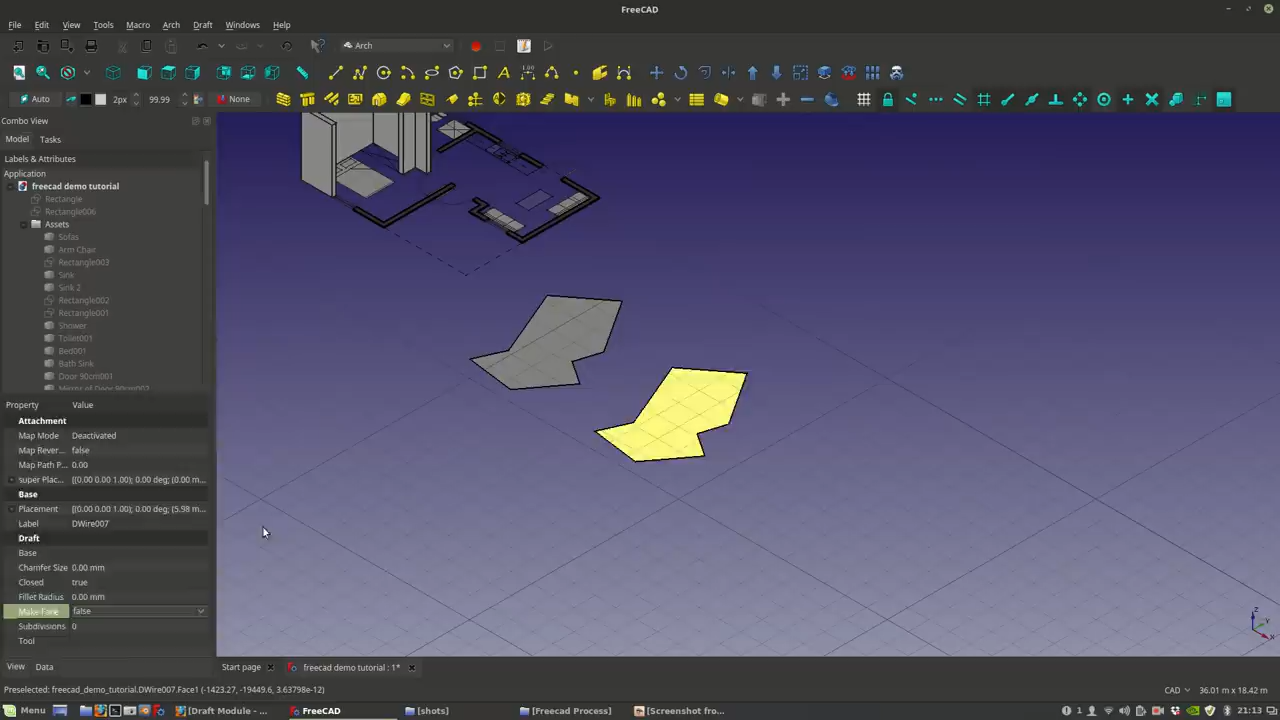 FreeCAD
File Edit View Tools Macro Arch Draft Windows Help
Arch
A
Auto 2px 99.99 None
Combo View
Model Tasks
Labels & Attributes
Application
freecad demo tutorial
Rectangle
Rectangle006
Assets
Sofas
Arm Chair
Rectangle003
Sink
Sink 2
Rectangle002
Rectangle001
Shower
Toilet001
Bed001
Bath Sink
Door 90cm001
Mirror of Door 90cm002
Property Value
Attachment
Map Mode Deactivated
Map Rever... false
Map Path P... 0.00
super Plac... [(0.00 0.00 1.00); 0.00 deg; (0.00 m...
Base
Placement [(0.00 0.00 1.00); 0.00 deg; (5.98 m...
Label DWire007
Draft
Base
Chamfer Size 0.00 mm
Closed true
Fillet Radius 0.00 mm
Make Face false
Subdivisions 0
Tool
View Data
Start page freecad demo tutorial : 1*
Z
Y
X
Preselected: freecad_demo_tutorial.DWire007.Face1 (-1423.27, -19449.6, 3.63798e-12) CAD 36.01 m x 18.42 m
Menu [Draft Module - ... FreeCAD [shots] [Freecad Process] [Screenshot fro... 1 21:13